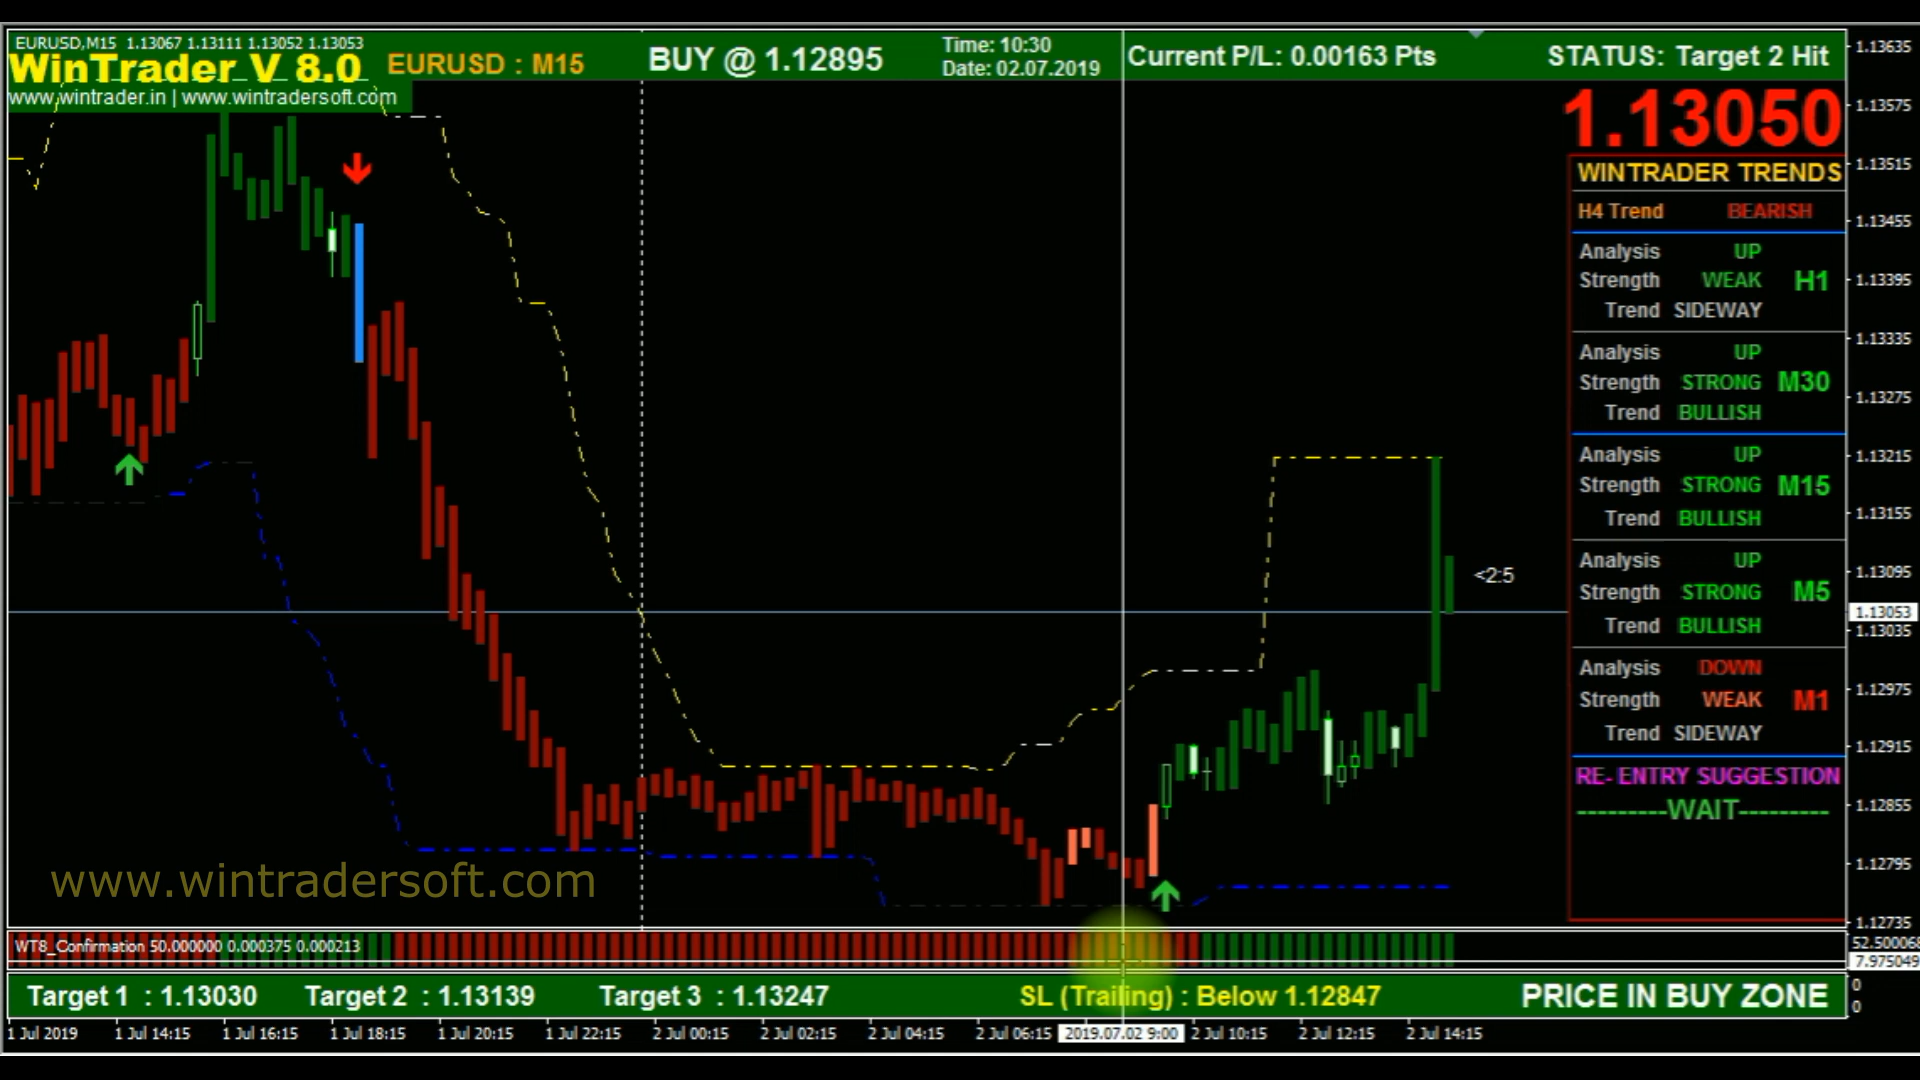 EURUSD,M15 1.13067 1.13111 1.13052 1.13053
WinTrader V 8.0
www.wintrader.in | www.wintradersoft.com
EURUSD : M15
BUY @ 1.12895
Time: 10:30
Date: 02.07.2019
Current P/L: 0.00163 Pts
STATUS: Target 2 Hit
1.13050
WINTRADER TRENDS
H4 Trend BEARISH
Analysis UP
Strength WEAK H1
Trend SIDEWAY
Analysis UP
Strength STRONG M30
Trend BULLISH
Analysis UP
Strength STRONG M15
Trend BULLISH
Analysis UP
Strength STRONG M5
Trend BULLISH
Analysis DOWN
Strength WEAK M1
Trend SIDEWAY
RE- ENTRY SUGGESTION
---------WAIT---------
<2:5
1.13635
1.13575
1.13515
1.13455
1.13395
1.13335
1.13275
1.13215
1.13155
1.13095
1.13053
1.13035
1.12975
1.12915
1.12855
1.12795
1.12735
www.wintradersoft.com
WT8_Confirmation 50.000000 0.000375 0.000213
52.500068
7.975049
Target 1 : 1.13030
Target 2 : 1.13139
Target 3 : 1.13247
SL (Trailing) : Below 1.12847
PRICE IN BUY ZONE
0
0
1 Jul 2019 1 Jul 14:15 1 Jul 16:15 1 Jul 18:15 1 Jul 20:15 1 Jul 22:15 2 Jul 00:15 2 Jul 02:15 2 Jul 04:15 2 Jul 06:15 2019.07.02 9:00 2 Jul 10:15 2 Jul 12:15 2 Jul 14:15